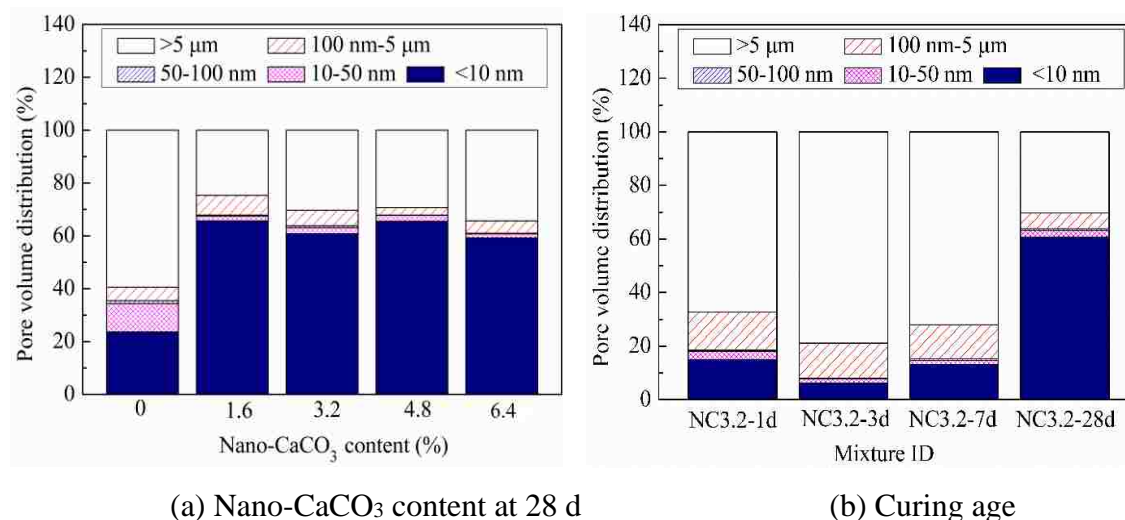 140
120
100
80
60
40
20
0
Pore volume distribution (%)
>5 μm
100 nm-5 μm
50-100 nm
10-50 nm
<10 nm
0
1.6
3.2
4.8
6.4
Nano-CaCO3 content (%)
(a) Nano-CaCO3 content at 28 d
140
120
100
80
60
40
20
0
Pore volume distribution (%)
>5 μm
100 nm-5 μm
50-100 nm
10-50 nm
<10 nm
NC3.2-1d
NC3.2-3d
NC3.2-7d
NC3.2-28d
Mixture ID
(b) Curing age